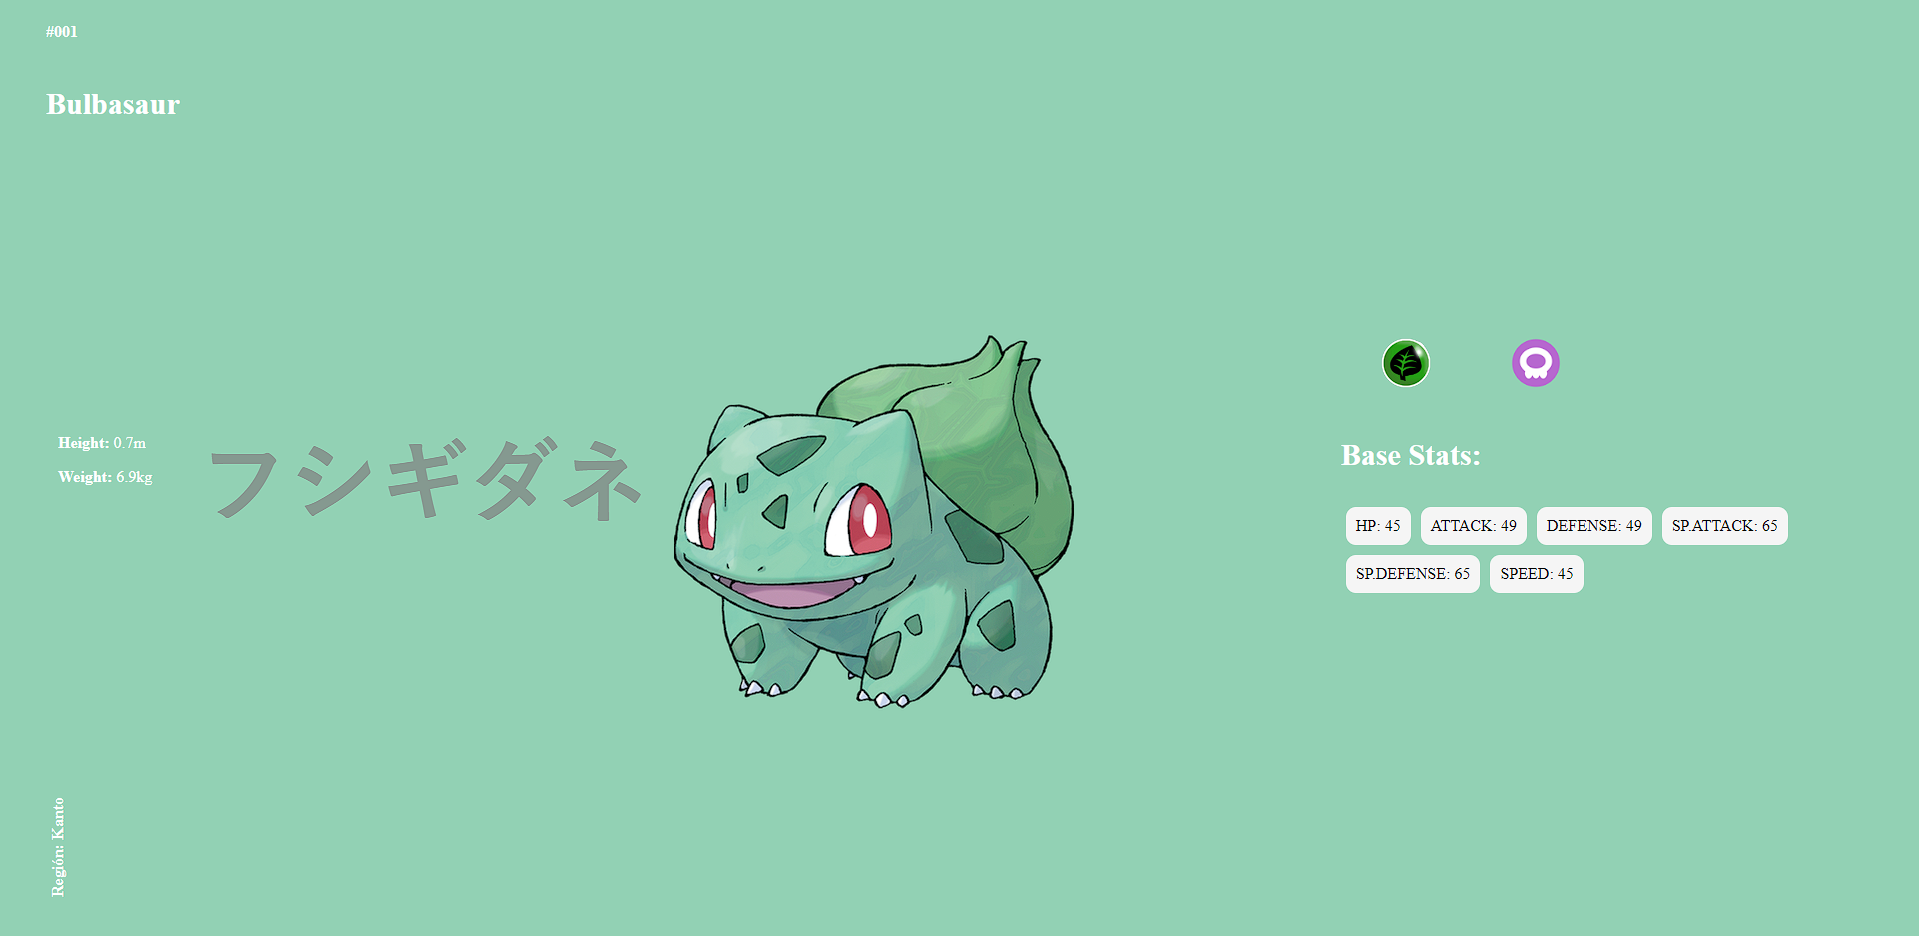 #001
Bulbasaur
Height: 0.7m
Weight: 6.9kg
フシギダネ
Base Stats:
HP: 45 ATTACK: 49 DEFENSE: 49 SP.ATTACK: 65
SP.DEFENSE: 65 SPEED: 45
Región: Kanto